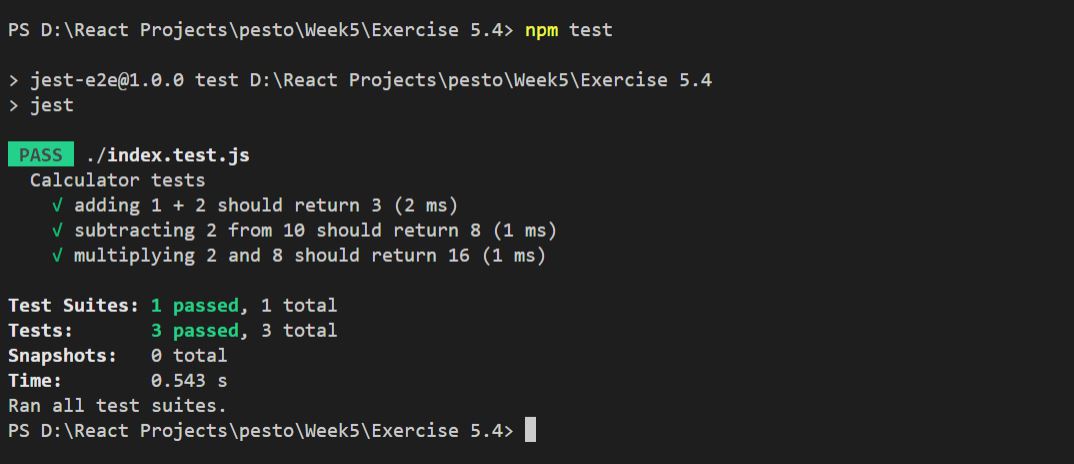 PS D:\React Projects\pesto\Week5\Exercise 5.4> npm test
> jest-e2e@1.0.0 test D:\React Projects\pesto\Week5\Exercise 5.4
> jest
PASS ./index.test.js
Calculator tests
√ adding 1 + 2 should return 3 (2 ms)
√ subtracting 2 from 10 should return 8 (1 ms)
√ multiplying 2 and 8 should return 16 (1 ms)
Test Suites: 1 passed, 1 total
Tests: 3 passed, 3 total
Snapshots: 0 total
Time: 0.543 s
Ran all test suites.
PS D:\React Projects\pesto\Week5\Exercise 5.4>